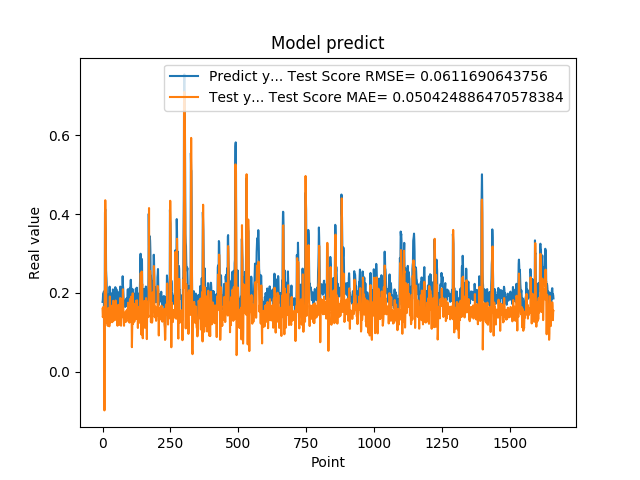 Model predict
Predict y... Test Score RMSE= 0.0611690643756
Test y... Test Score MAE= 0.050424886470578384
Real value
0.6
0.4
0.2
0.0
0 250 500 750 1000 1250 1500
Point